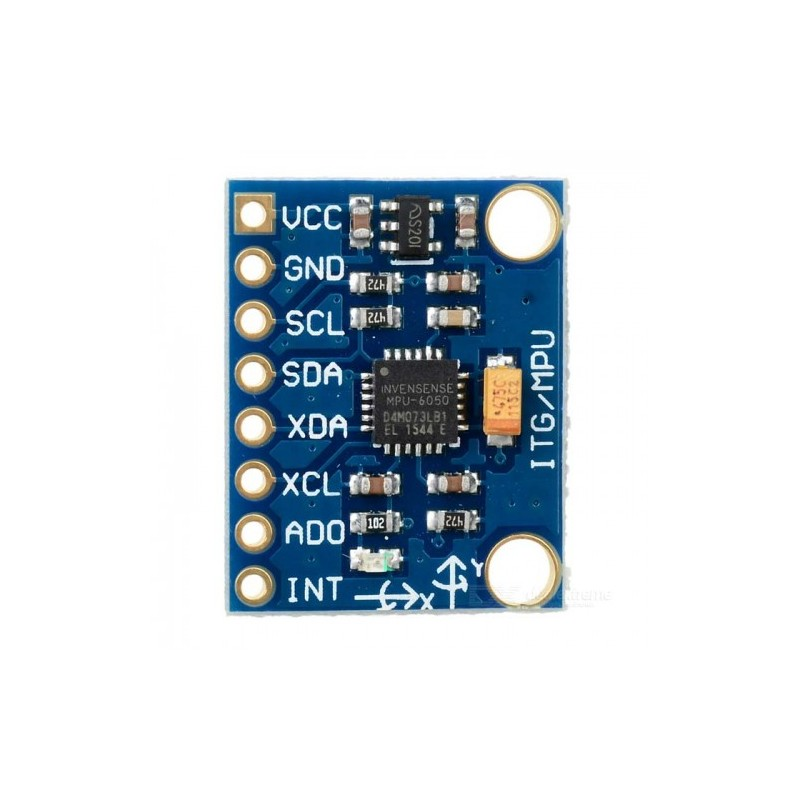 VCC
GND
SCL
SDA
XDA
XCL
ADO
INT
S20I
472
472
INVENSENSE
MPU-6050
D4M073LB1
EL 1544 E
475C
ITG/MPU
102
472
Y
X